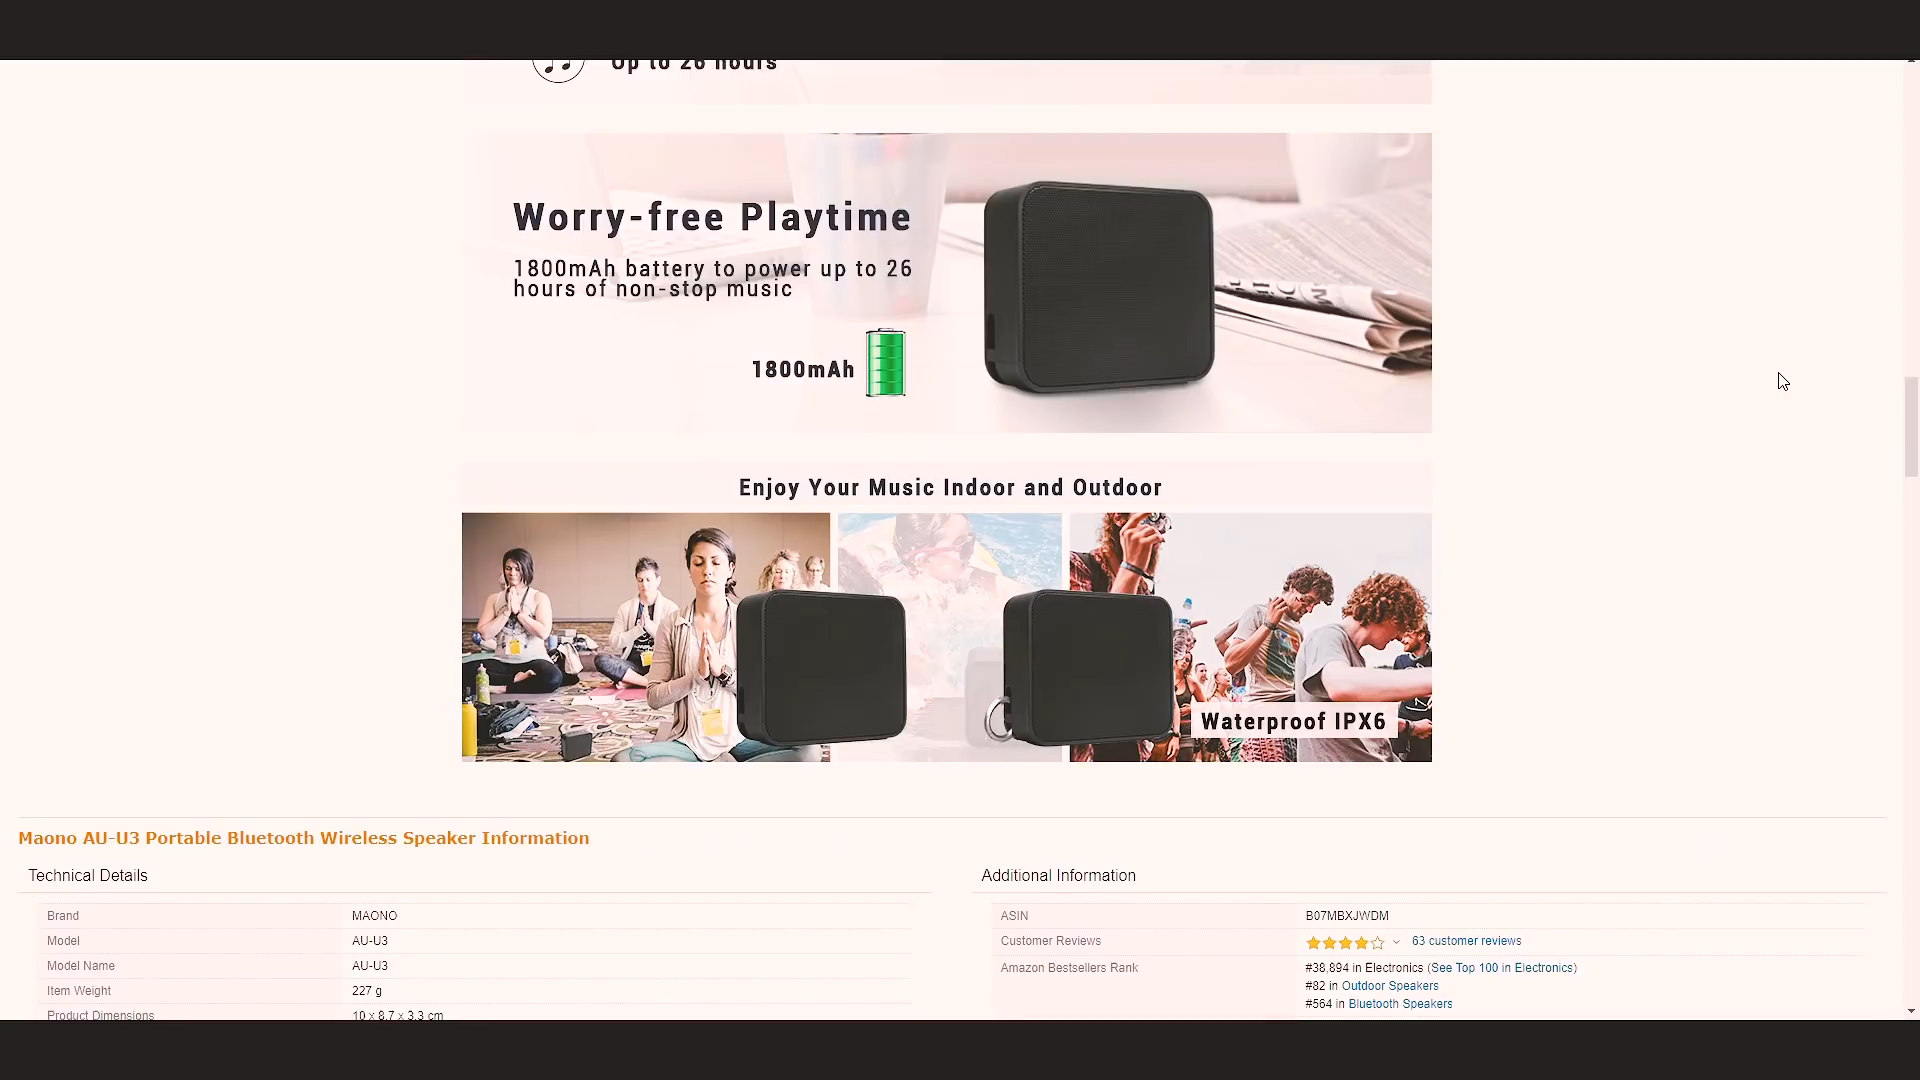 Up to 26 hours
Worry-free Playtime
1800mAh battery to power up to 26
hours of non-stop music
1800mAh
Enjoy Your Music Indoor and Outdoor
Waterproof IPX6
Maono AU-U3 Portable Bluetooth Wireless Speaker Information
Technical Details
Brand MAONO
Model AU-U3
Model Name AU-U3
Item Weight 227 g
Product Dimensions 10 x 8.7 x 3.3 cm
Additional Information
ASIN B07MBXJWDM
Customer Reviews 63 customer reviews
Amazon Bestsellers Rank #38,894 in Electronics (See Top 100 in Electronics)
#82 in Outdoor Speakers
#564 in Bluetooth Speakers